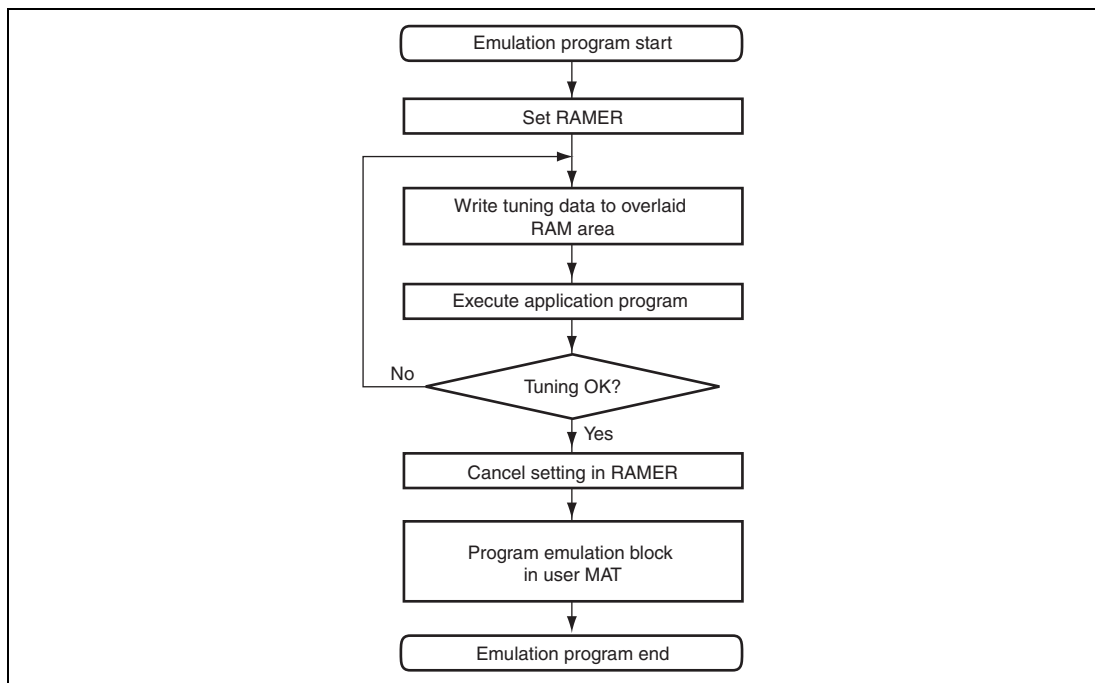 Emulation program start
Set RAMER
Write tuning data to overlaid
RAM area
Execute application program
No
Tuning OK?
Yes
Cancel setting in RAMER
Program emulation block
in user MAT
Emulation program end